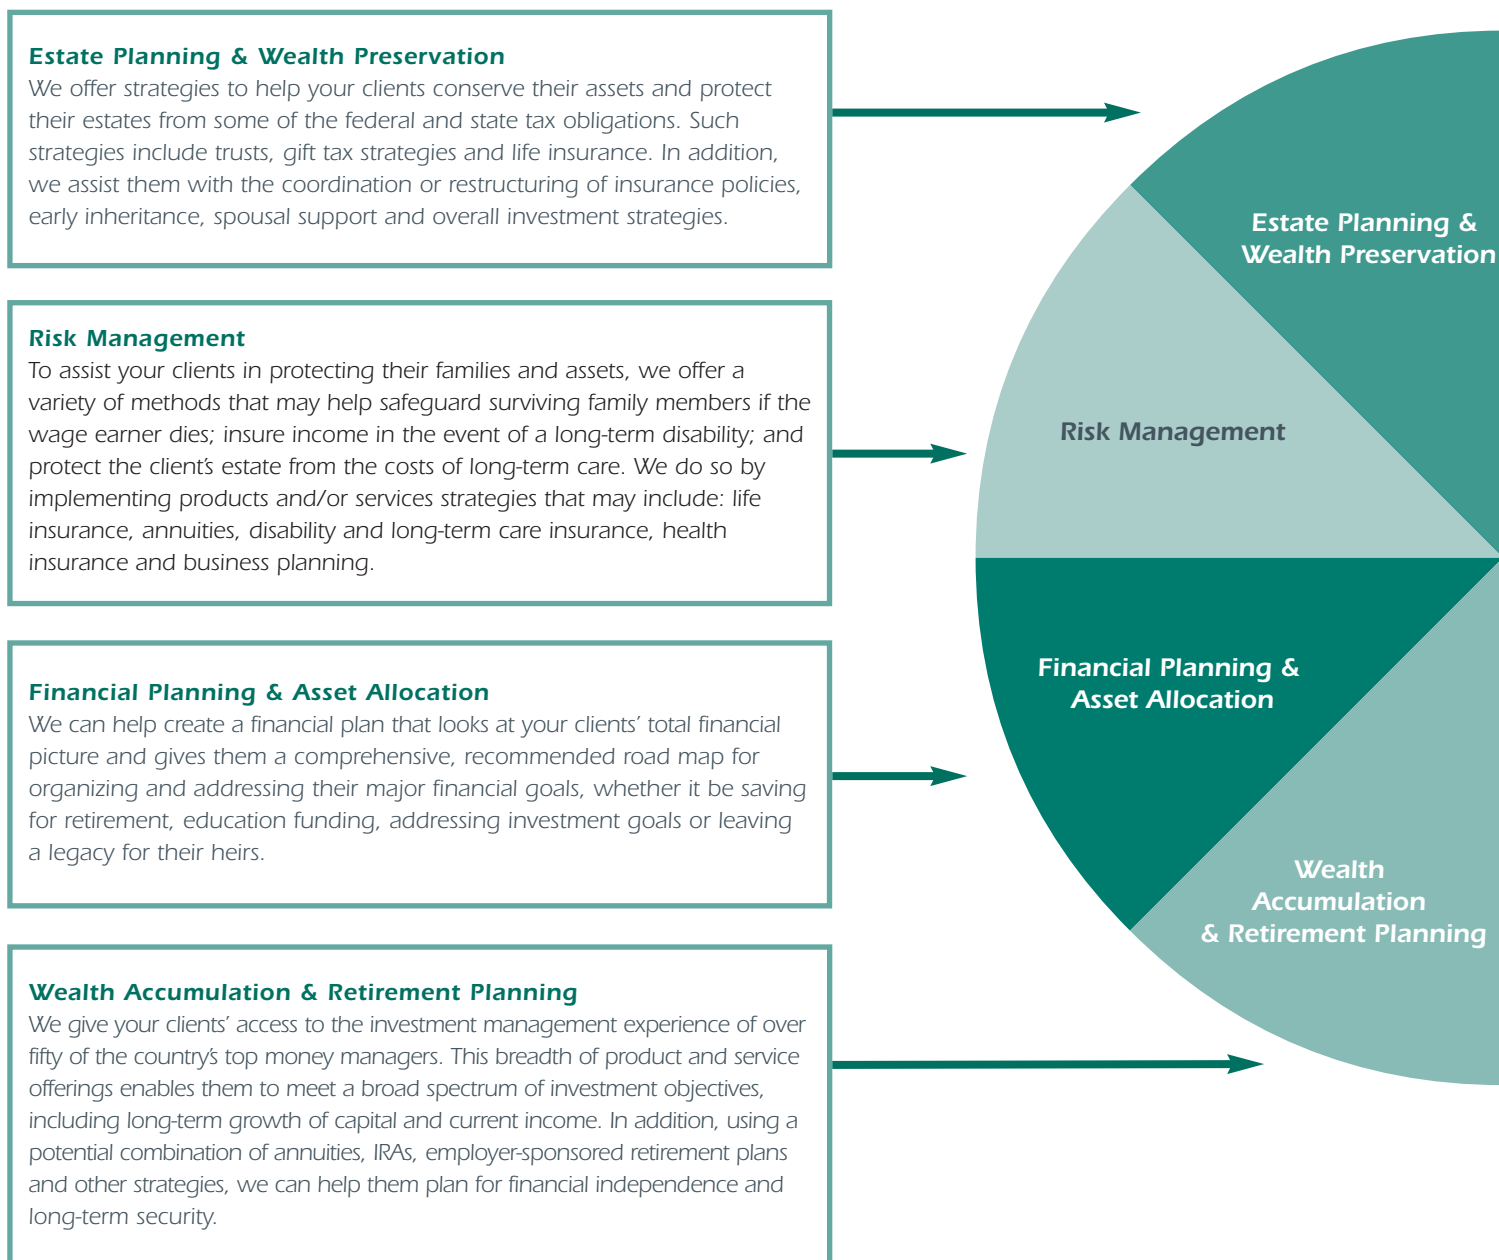 Estate Planning & Wealth Preservation
We offer strategies to help your clients conserve their assets and protect
their estates from some of the federal and state tax obligations. Such
strategies include trusts, gift tax strategies and life insurance. In addition,
we assist them with the coordination or restructuring of insurance policies,
early inheritance, spousal support and overall investment strategies.
Risk Management
To assist your clients in protecting their families and assets, we offer a
variety of methods that may help safeguard surviving family members if the
wage earner dies; insure income in the event of a long-term disability; and
protect the client's estate from the costs of long-term care. We do so by
implementing products and/or services strategies that may include: life
insurance, annuities, disability and long-term care insurance, health
insurance and business planning.
Financial Planning & Asset Allocation
We can help create a financial plan that looks at your clients' total financial
picture and gives them a comprehensive, recommended road map for
organizing and addressing their major financial goals, whether it be saving
for retirement, education funding, addressing investment goals or leaving
a legacy for their heirs.
Wealth Accumulation & Retirement Planning
We give your clients' access to the investment management experience of over
fifty of the country's top money managers. This breadth of product and service
offerings enables them to meet a broad spectrum of investment objectives,
including long-term growth of capital and current income. In addition, using a
potential combination of annuities, IRAs, employer-sponsored retirement plans
and other strategies, we can help them plan for financial independence and
long-term security.
Estate Planning &
Wealth Preservation
Risk Management
Financial Planning &
Asset Allocation
Wealth
Accumulation
& Retirement Planning